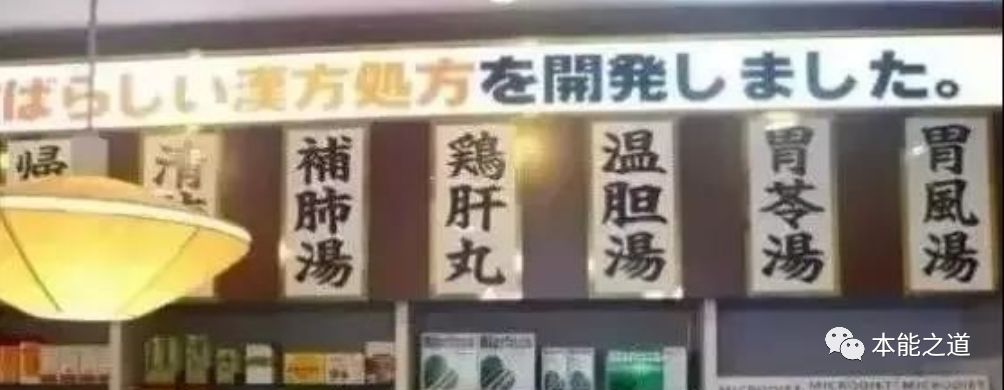 ばらしい漢方処方を開発しました。
帰
清
補肺湯
鶏肝丸
温胆湯
胃苓湯
胃風湯
本能之道